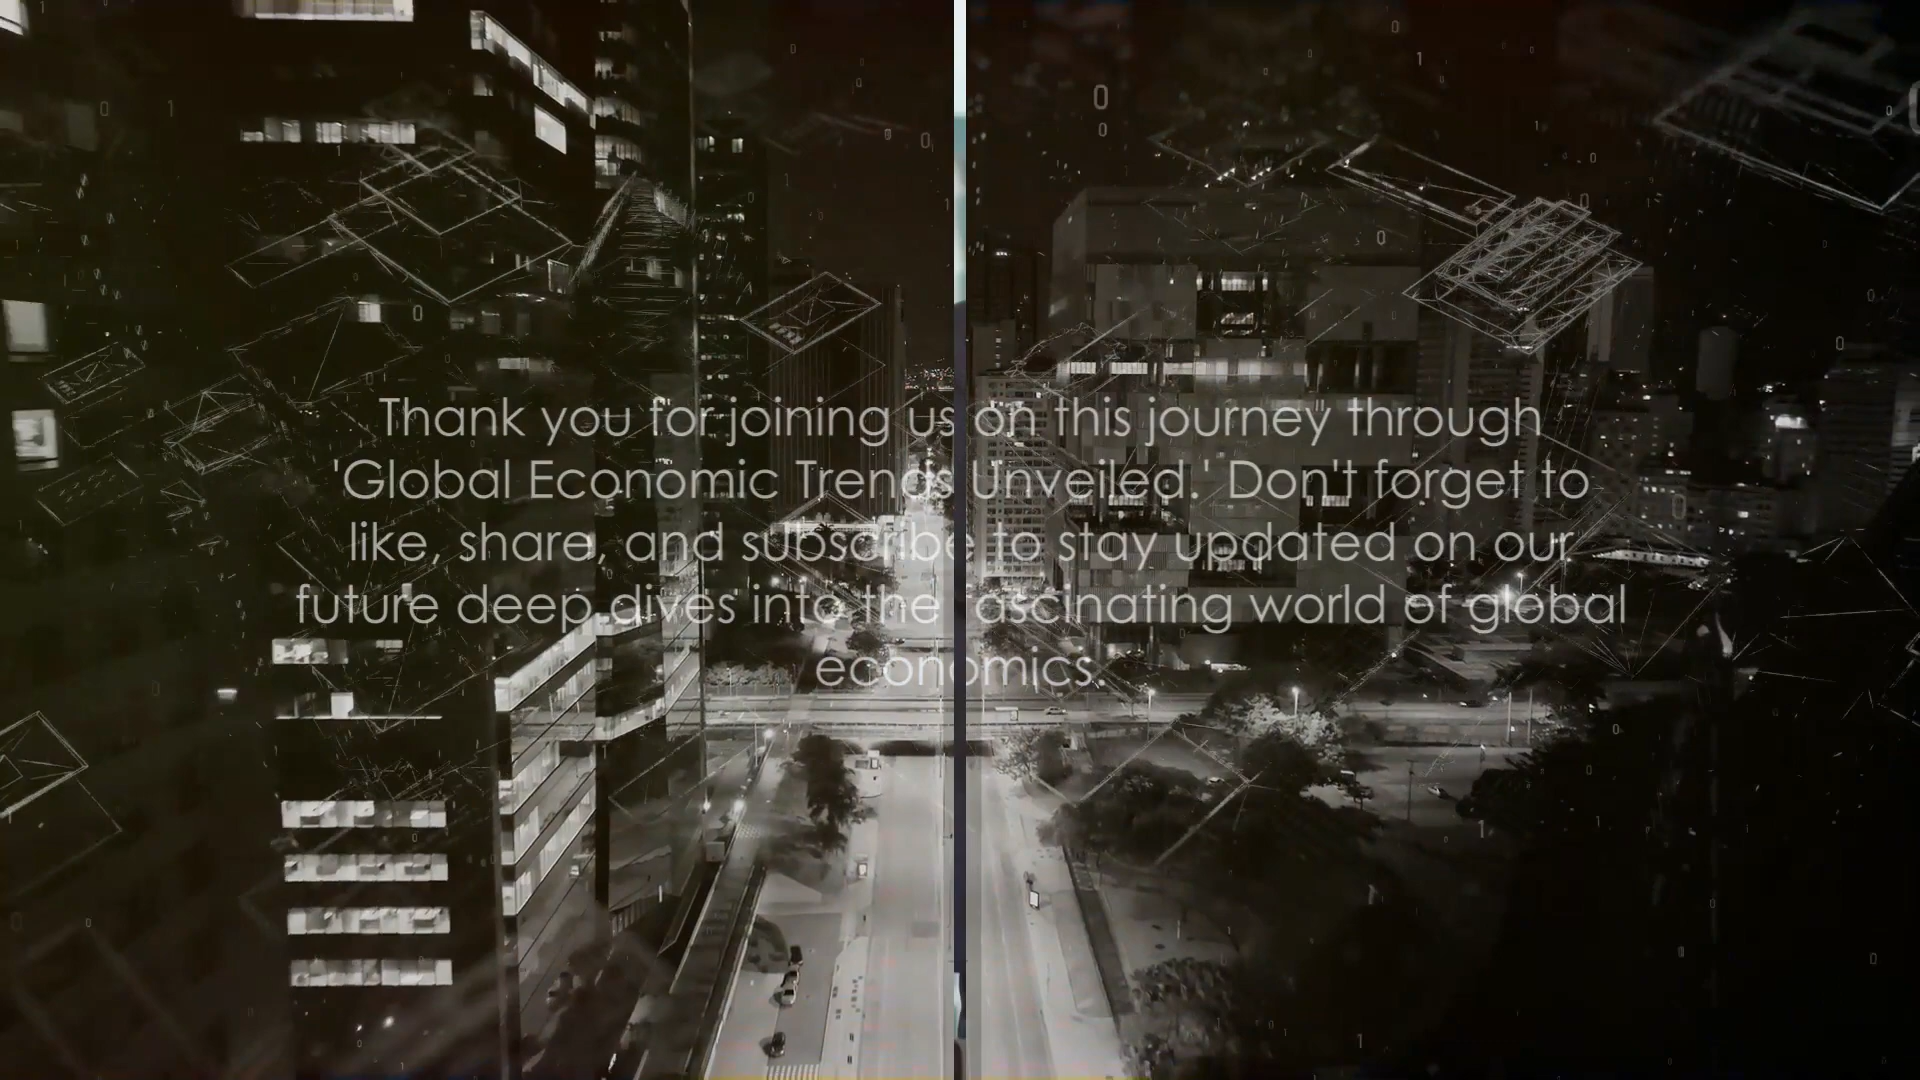 Thank you for joining us on this journey through
'Global Economic Trends Unveiled.' Don't forget to
like, share, and subscribe to stay updated on our
future deep dives into the fascinating world of global
economics.